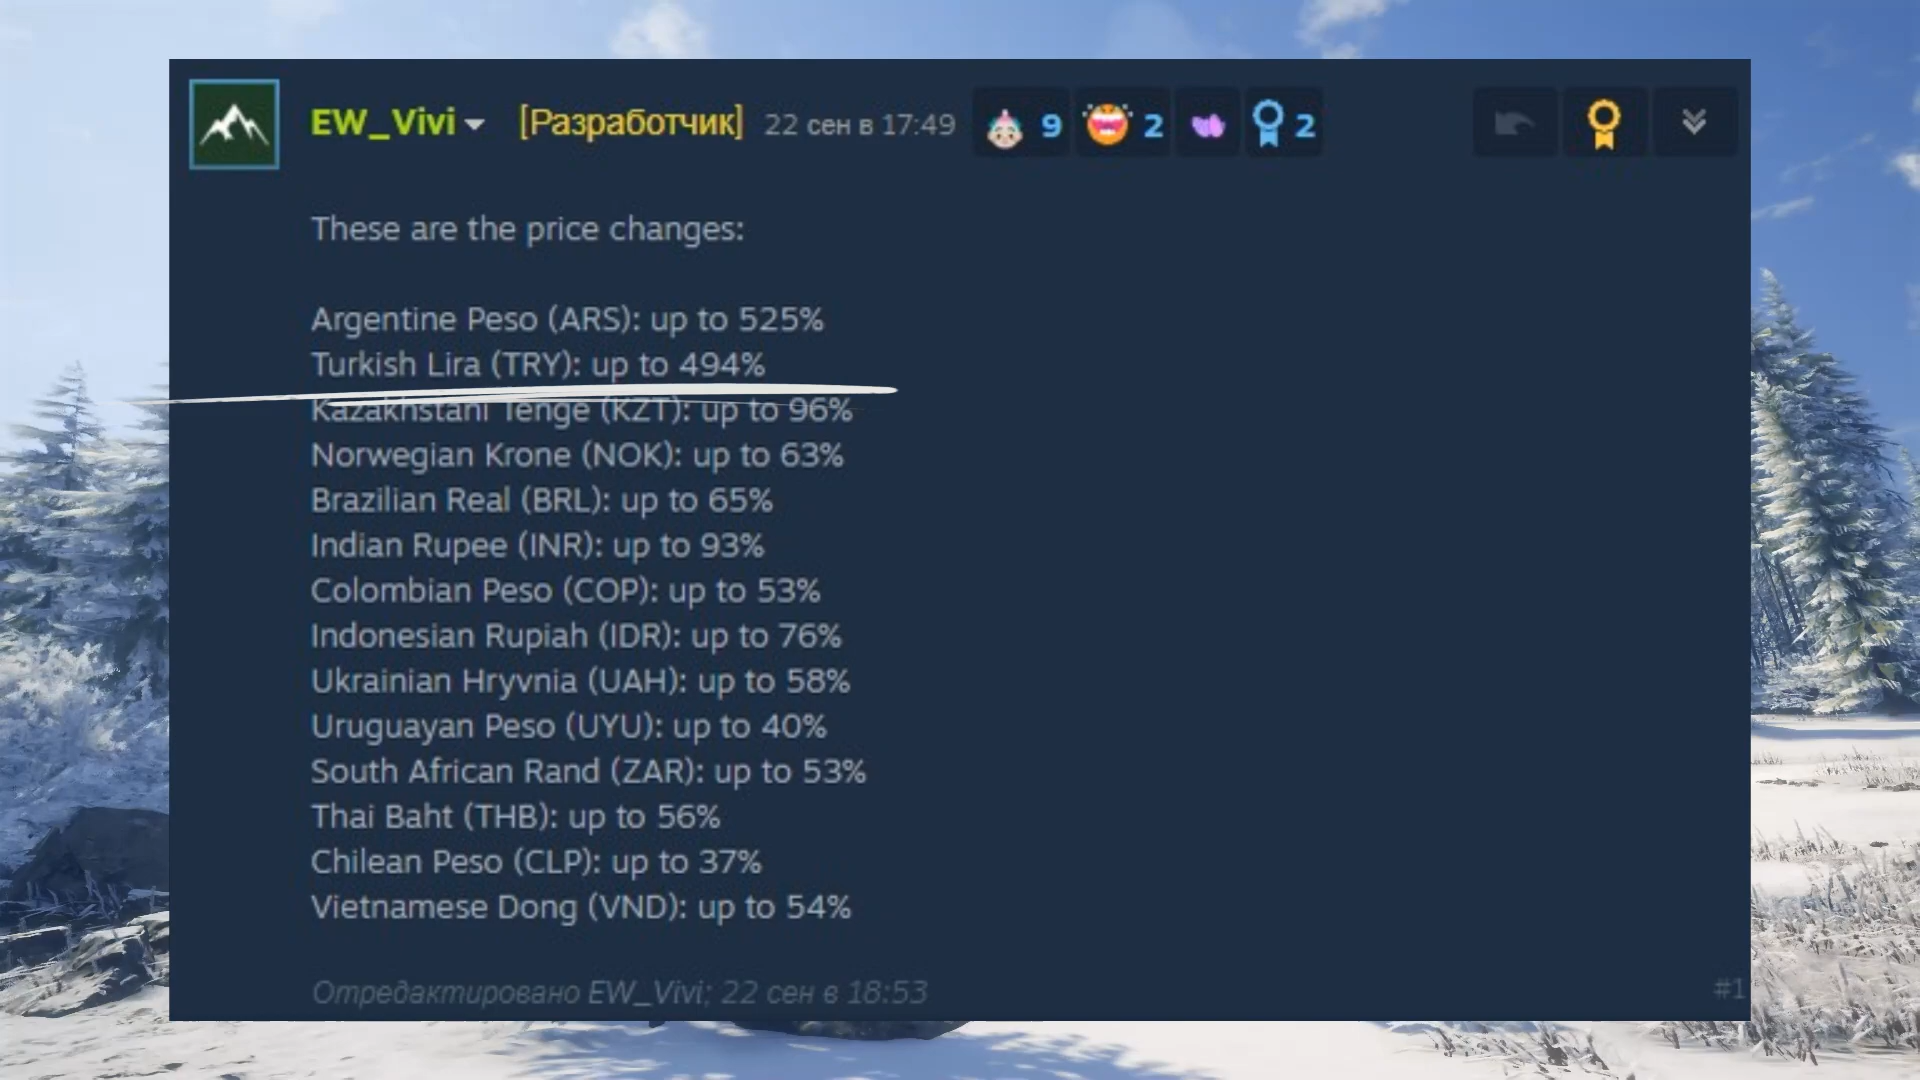 EW_Vivi [Разработчик] 22 сен в 17:49 9 2 2
These are the price changes:
Argentine Peso (ARS): up to 525%
Turkish Lira (TRY): up to 494%
Kazakhstani Tenge (KZT): up to 96%
Norwegian Krone (NOK): up to 63%
Brazilian Real (BRL): up to 65%
Indian Rupee (INR): up to 93%
Colombian Peso (COP): up to 53%
Indonesian Rupiah (IDR): up to 76%
Ukrainian Hryvnia (UAH): up to 58%
Uruguayan Peso (UYU): up to 40%
South African Rand (ZAR): up to 53%
Thai Baht (THB): up to 56%
Chilean Peso (CLP): up to 37%
Vietnamese Dong (VND): up to 54%
Отредактировано EW_Vivi; 22 сен в 18:53
#1